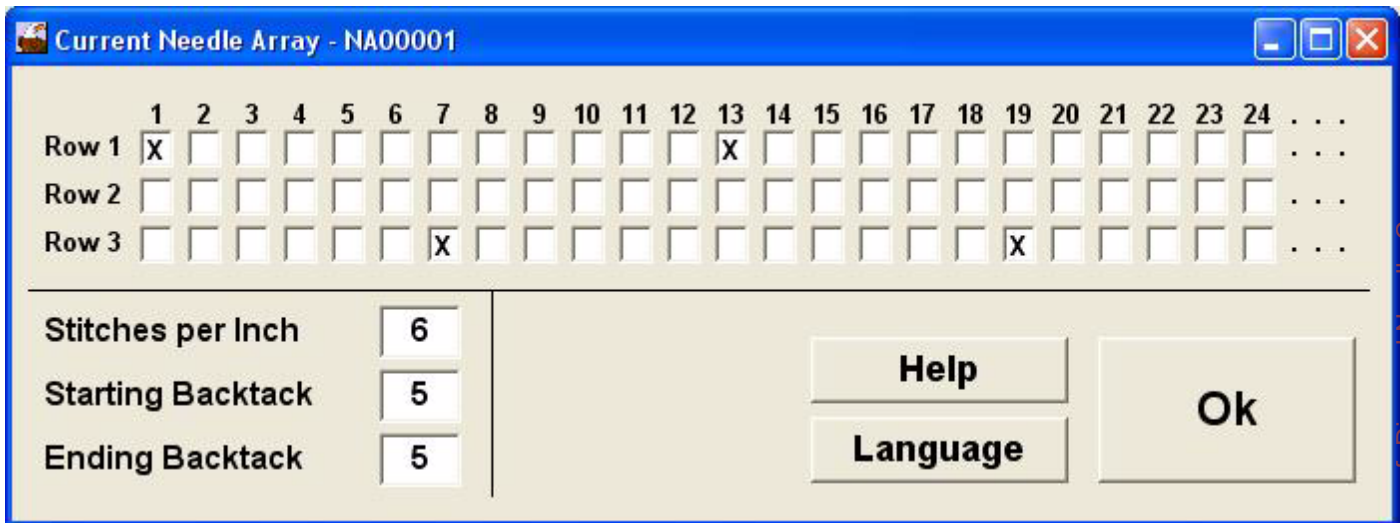 Current Needle Array - NA00001
1 2 3 4 5 6 7 8 9 10 11 12 13 14 15 16 17 18 19 20 21 22 23 24 . . .
Row 1 X X . . .
Row 2 . . .
Row 3 X X . . .
Stitches per Inch 6
Starting Backtack 5
Ending Backtack 5
Help
Language
Ok